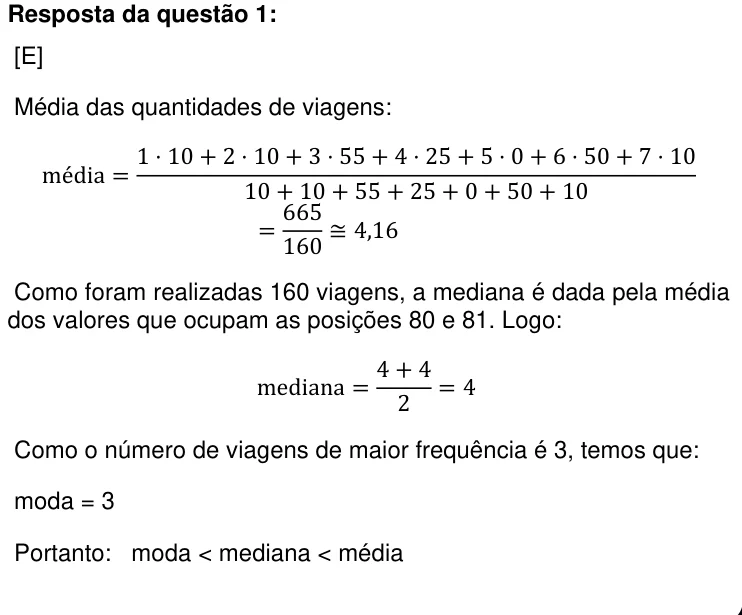 Resposta da questão 1:
[E]
Média das quantidades de viagens:
média = (1 · 10 + 2 · 10 + 3 · 55 + 4 · 25 + 5 · 0 + 6 · 50 + 7 · 10) / (10 + 10 + 55 + 25 + 0 + 50 + 10)
= 665 / 160 ≅ 4,16
Como foram realizadas 160 viagens, a mediana é dada pela média
dos valores que ocupam as posições 80 e 81. Logo:
mediana = (4 + 4) / 2 = 4
Como o número de viagens de maior frequência é 3, temos que:
moda = 3
Portanto: moda < mediana < média